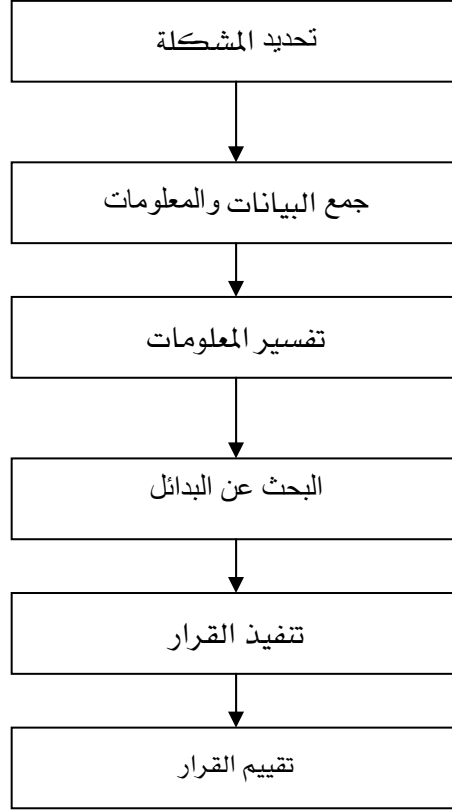 تحديد المشكلة
جمع البيانات والمعلومات
تفسير المعلومات
البحث عن البدائل
تنفيذ القرار
تقييم القرار